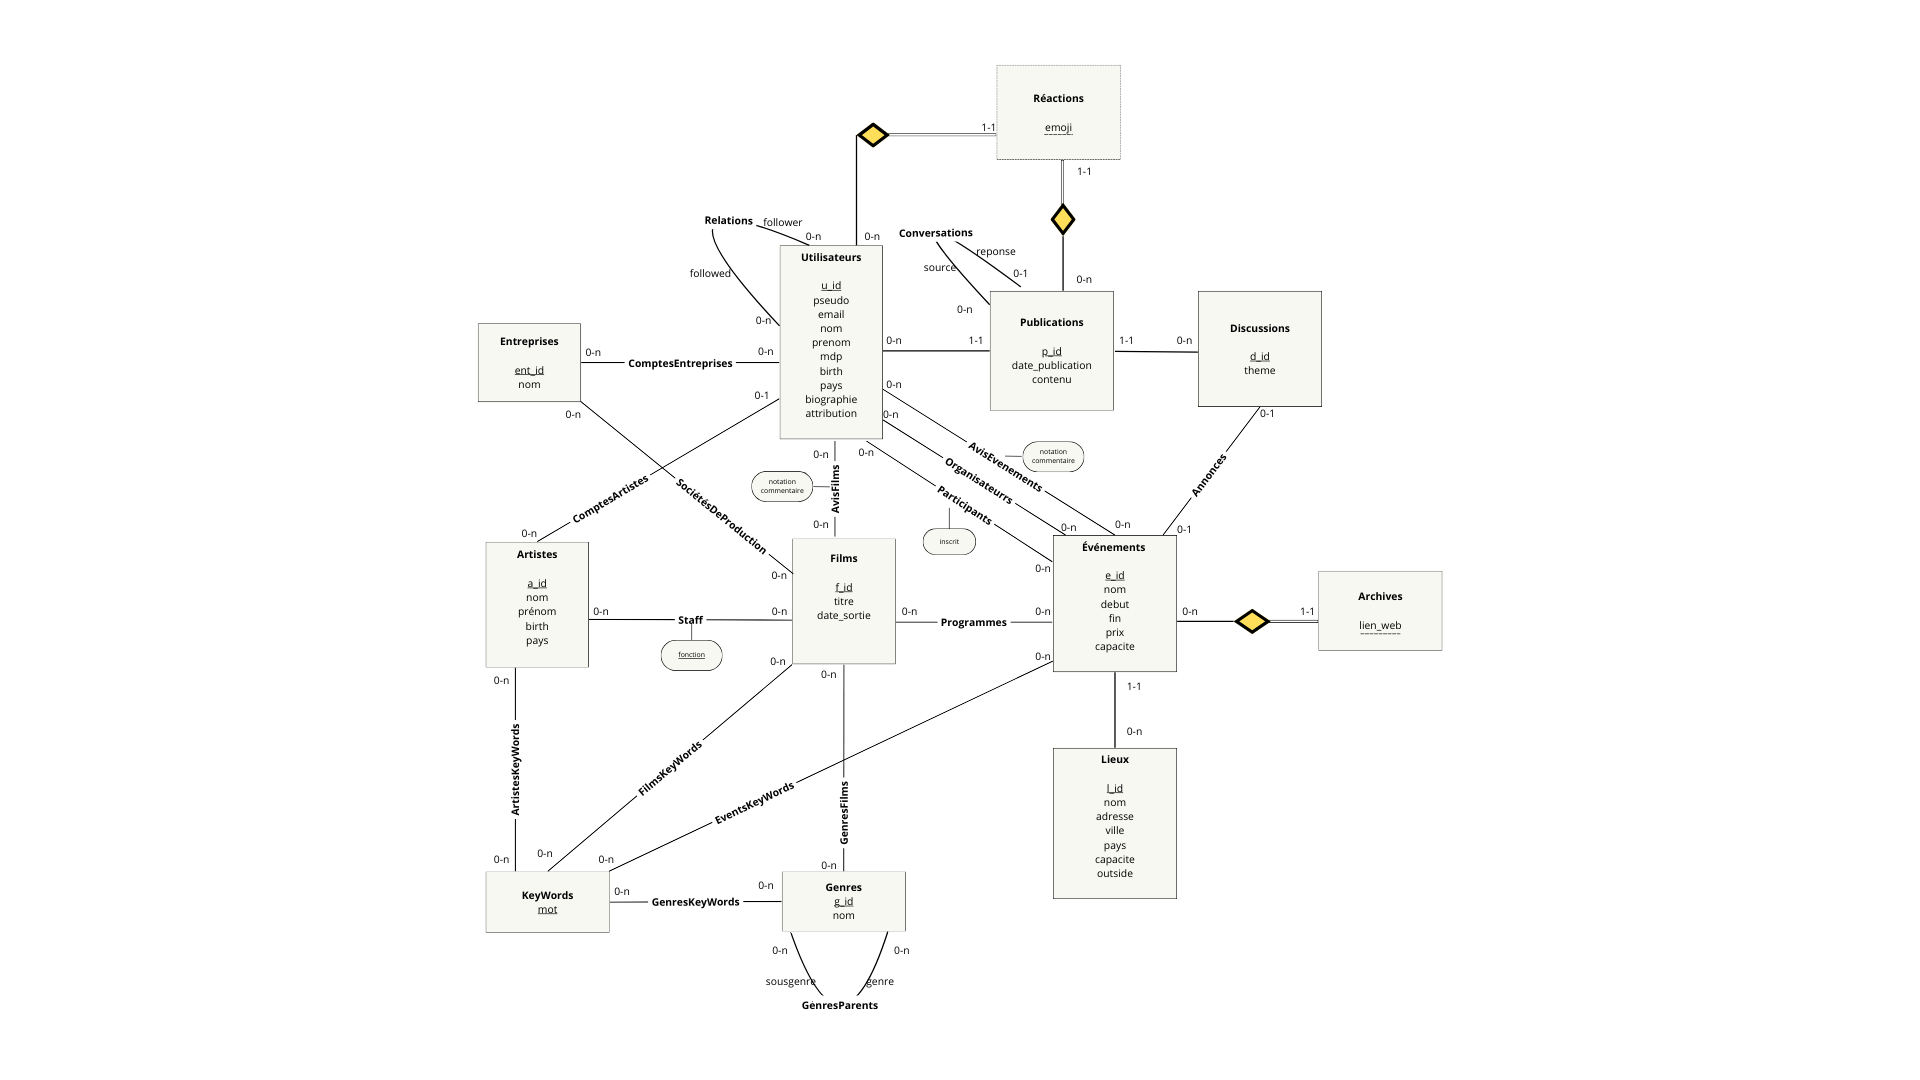 Réactions
emoji
1-1
1-1
Relations
follower
0-n
0-n
followed
0-n
Conversations
reponse
source
0-1
0-n
0-n
Utilisateurs
u_id
pseudo
email
nom
prenom
mdp
birth
pays
biographie
attribution
Publications
p_id
date_publication
contenu
Discussions
d_id
theme
0-n
1-1
1-1
0-n
Entreprises
ent_id
nom
0-n
ComptesEntreprises
0-n
0-n
0-1
0-n
0-n
0-n
0-n
0-1
notation
commentaire
AvisFilms
notation
commentaire
AvisEvenements
Organisateurrs
Participants
inscrit
Annonces
ComptesArtistes
SociétésDeProduction
0-n
0-n
0-n
0-n
0-1
0-n
0-n
Artistes
a_id
nom
prénom
birth
pays
Films
f_id
titre
date_sortie
Événements
e_id
nom
debut
fin
prix
capacite
Archives
lien_web
0-n
Staff
0-n
fonction
0-n
Programmes
0-n
0-n
1-1
0-n
0-n
0-n
0-n
1-1
0-n
Lieux
l_id
nom
adresse
ville
pays
capacite
outside
ArtistesKeyWords
FilmsKeyWords
EventsKeyWords
GenresFilms
0-n
0-n
0-n
0-n
KeyWords
mot
0-n
GenresKeyWords
0-n
Genres
g_id
nom
0-n
0-n
sousgenre
genre
GenresParents